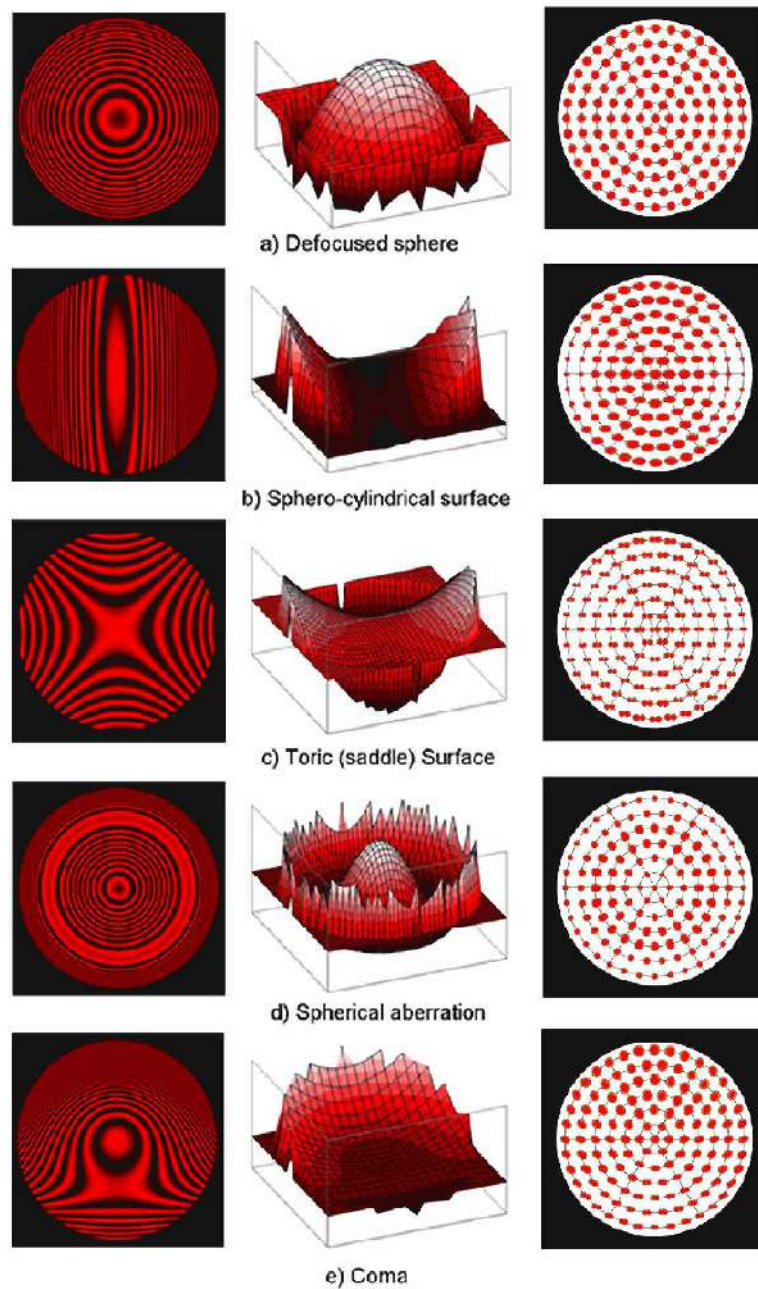 a) Defocused sphere
b) Sphero-cylindrical surface
c) Toric (saddle) Surface
d) Spherical aberration
e) Coma